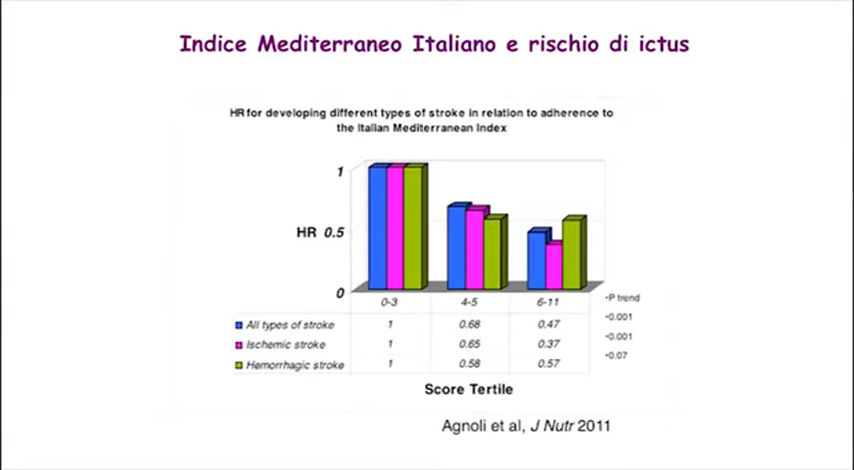 Indice Mediterraneo Italiano e rischio di ictus
HR for developing different types of stroke in relation to adherence to
the Italian Mediterranean Index
1
HR 0.5
0
0-3 4-5 6-11
•P trend
All types of stroke 1 0.68 0.47
•0.001
Ischemic stroke 1 0.65 0.37
•0.001
Hemorrhagic stroke 1 0.58 0.57
•0.07
Score Tertile
Agnoli et al, J Nutr 2011